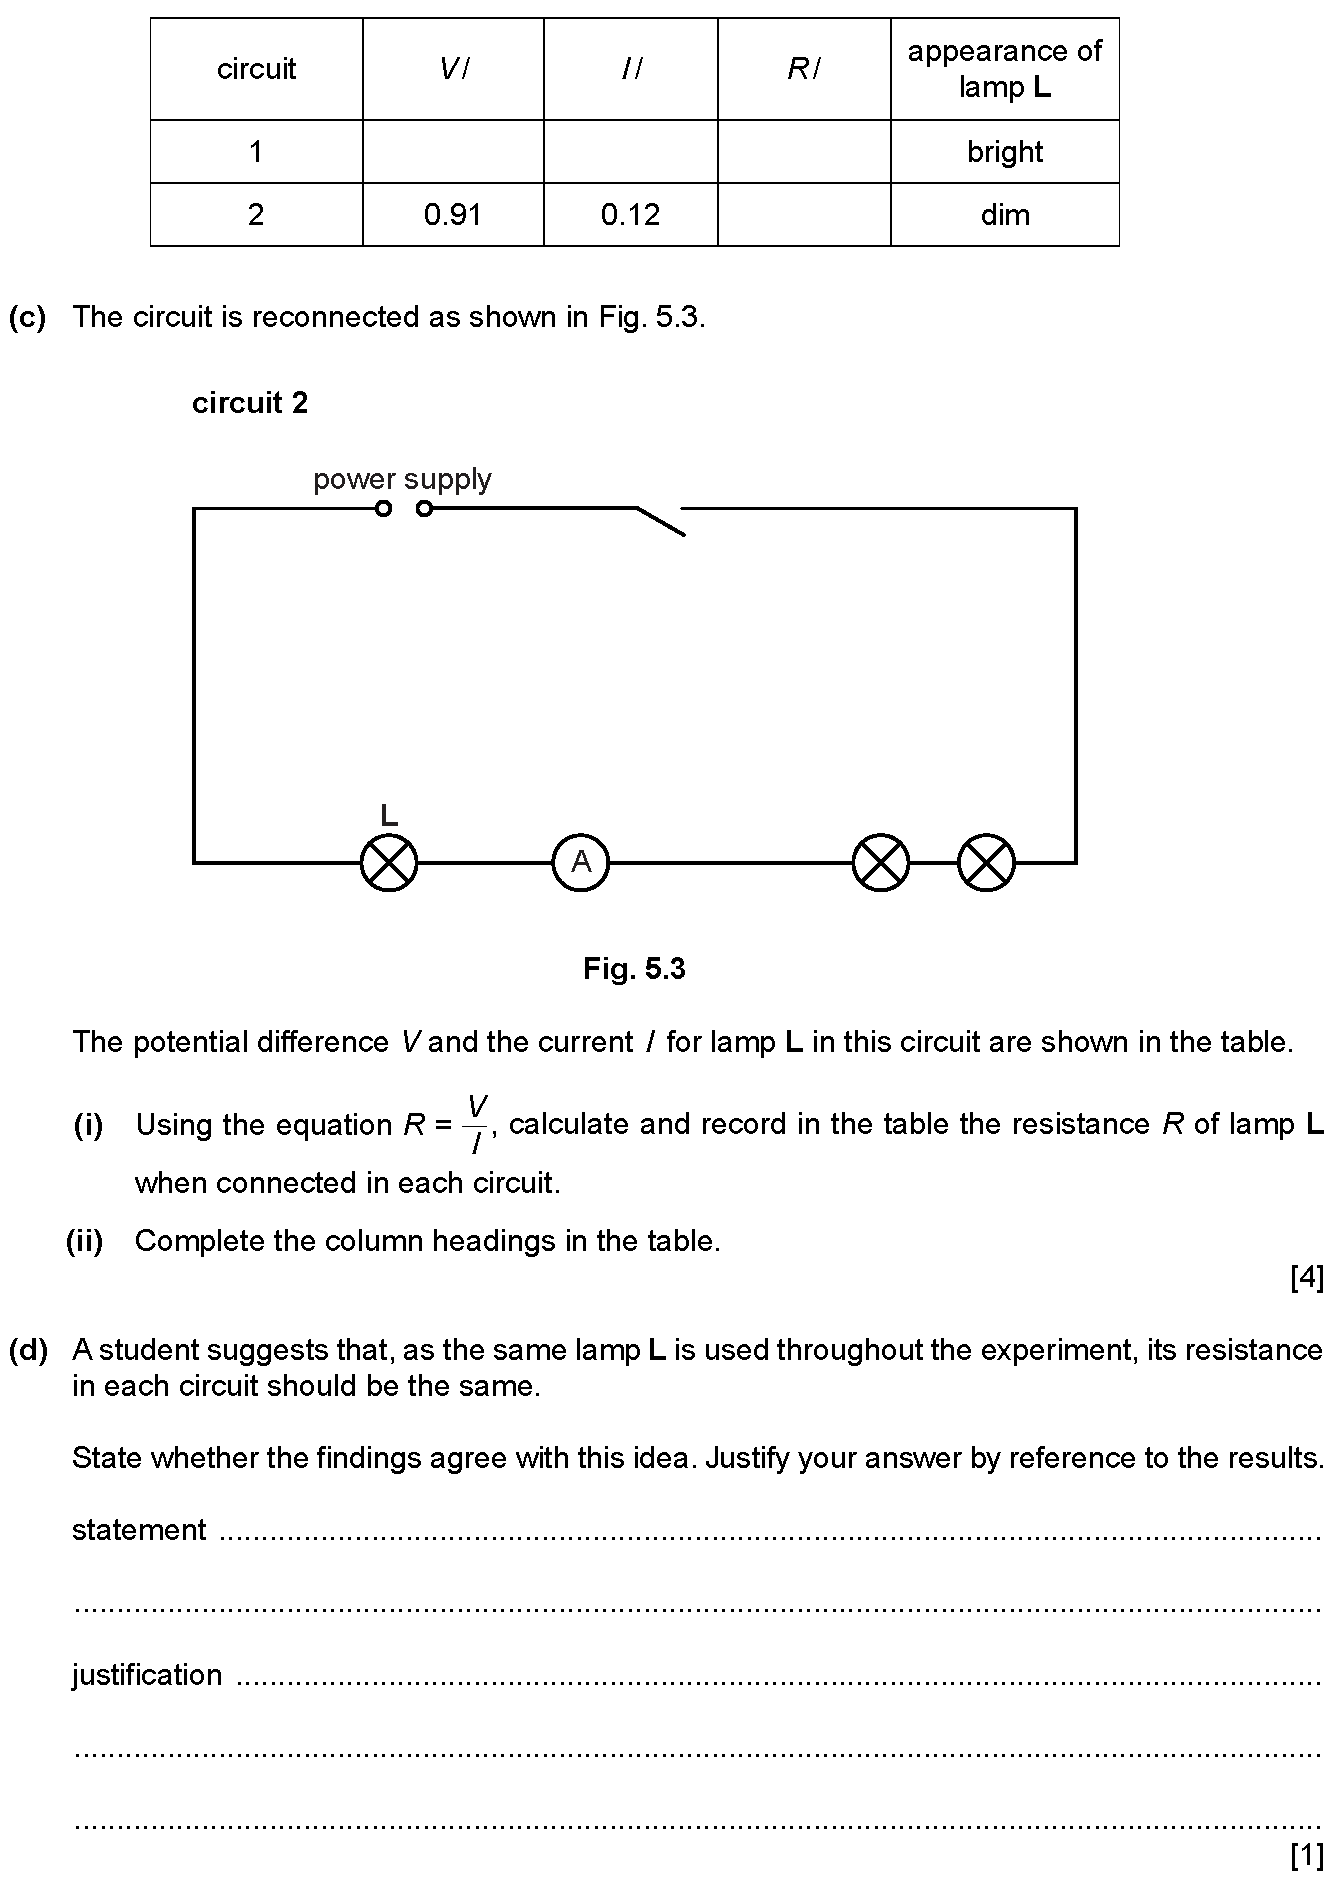 circuit V / I / R / appearance of
lamp L
1 bright
2 0.91 0.12 dim
(c) The circuit is reconnected as shown in Fig. 5.3.
circuit 2
power supply
L
A
Fig. 5.3
The potential difference V and the current I for lamp L in this circuit are shown in the table.
(i) Using the equation R = V/I, calculate and record in the table the resistance R of lamp L
when connected in each circuit.
(ii) Complete the column headings in the table.
[4]
(d) A student suggests that, as the same lamp L is used throughout the experiment, its resistance
in each circuit should be the same.
State whether the findings agree with this idea. Justify your answer by reference to the results.
statement ..........................................................................................
..........................................................................................
justification ..........................................................................................
..........................................................................................
..........................................................................................
[1]